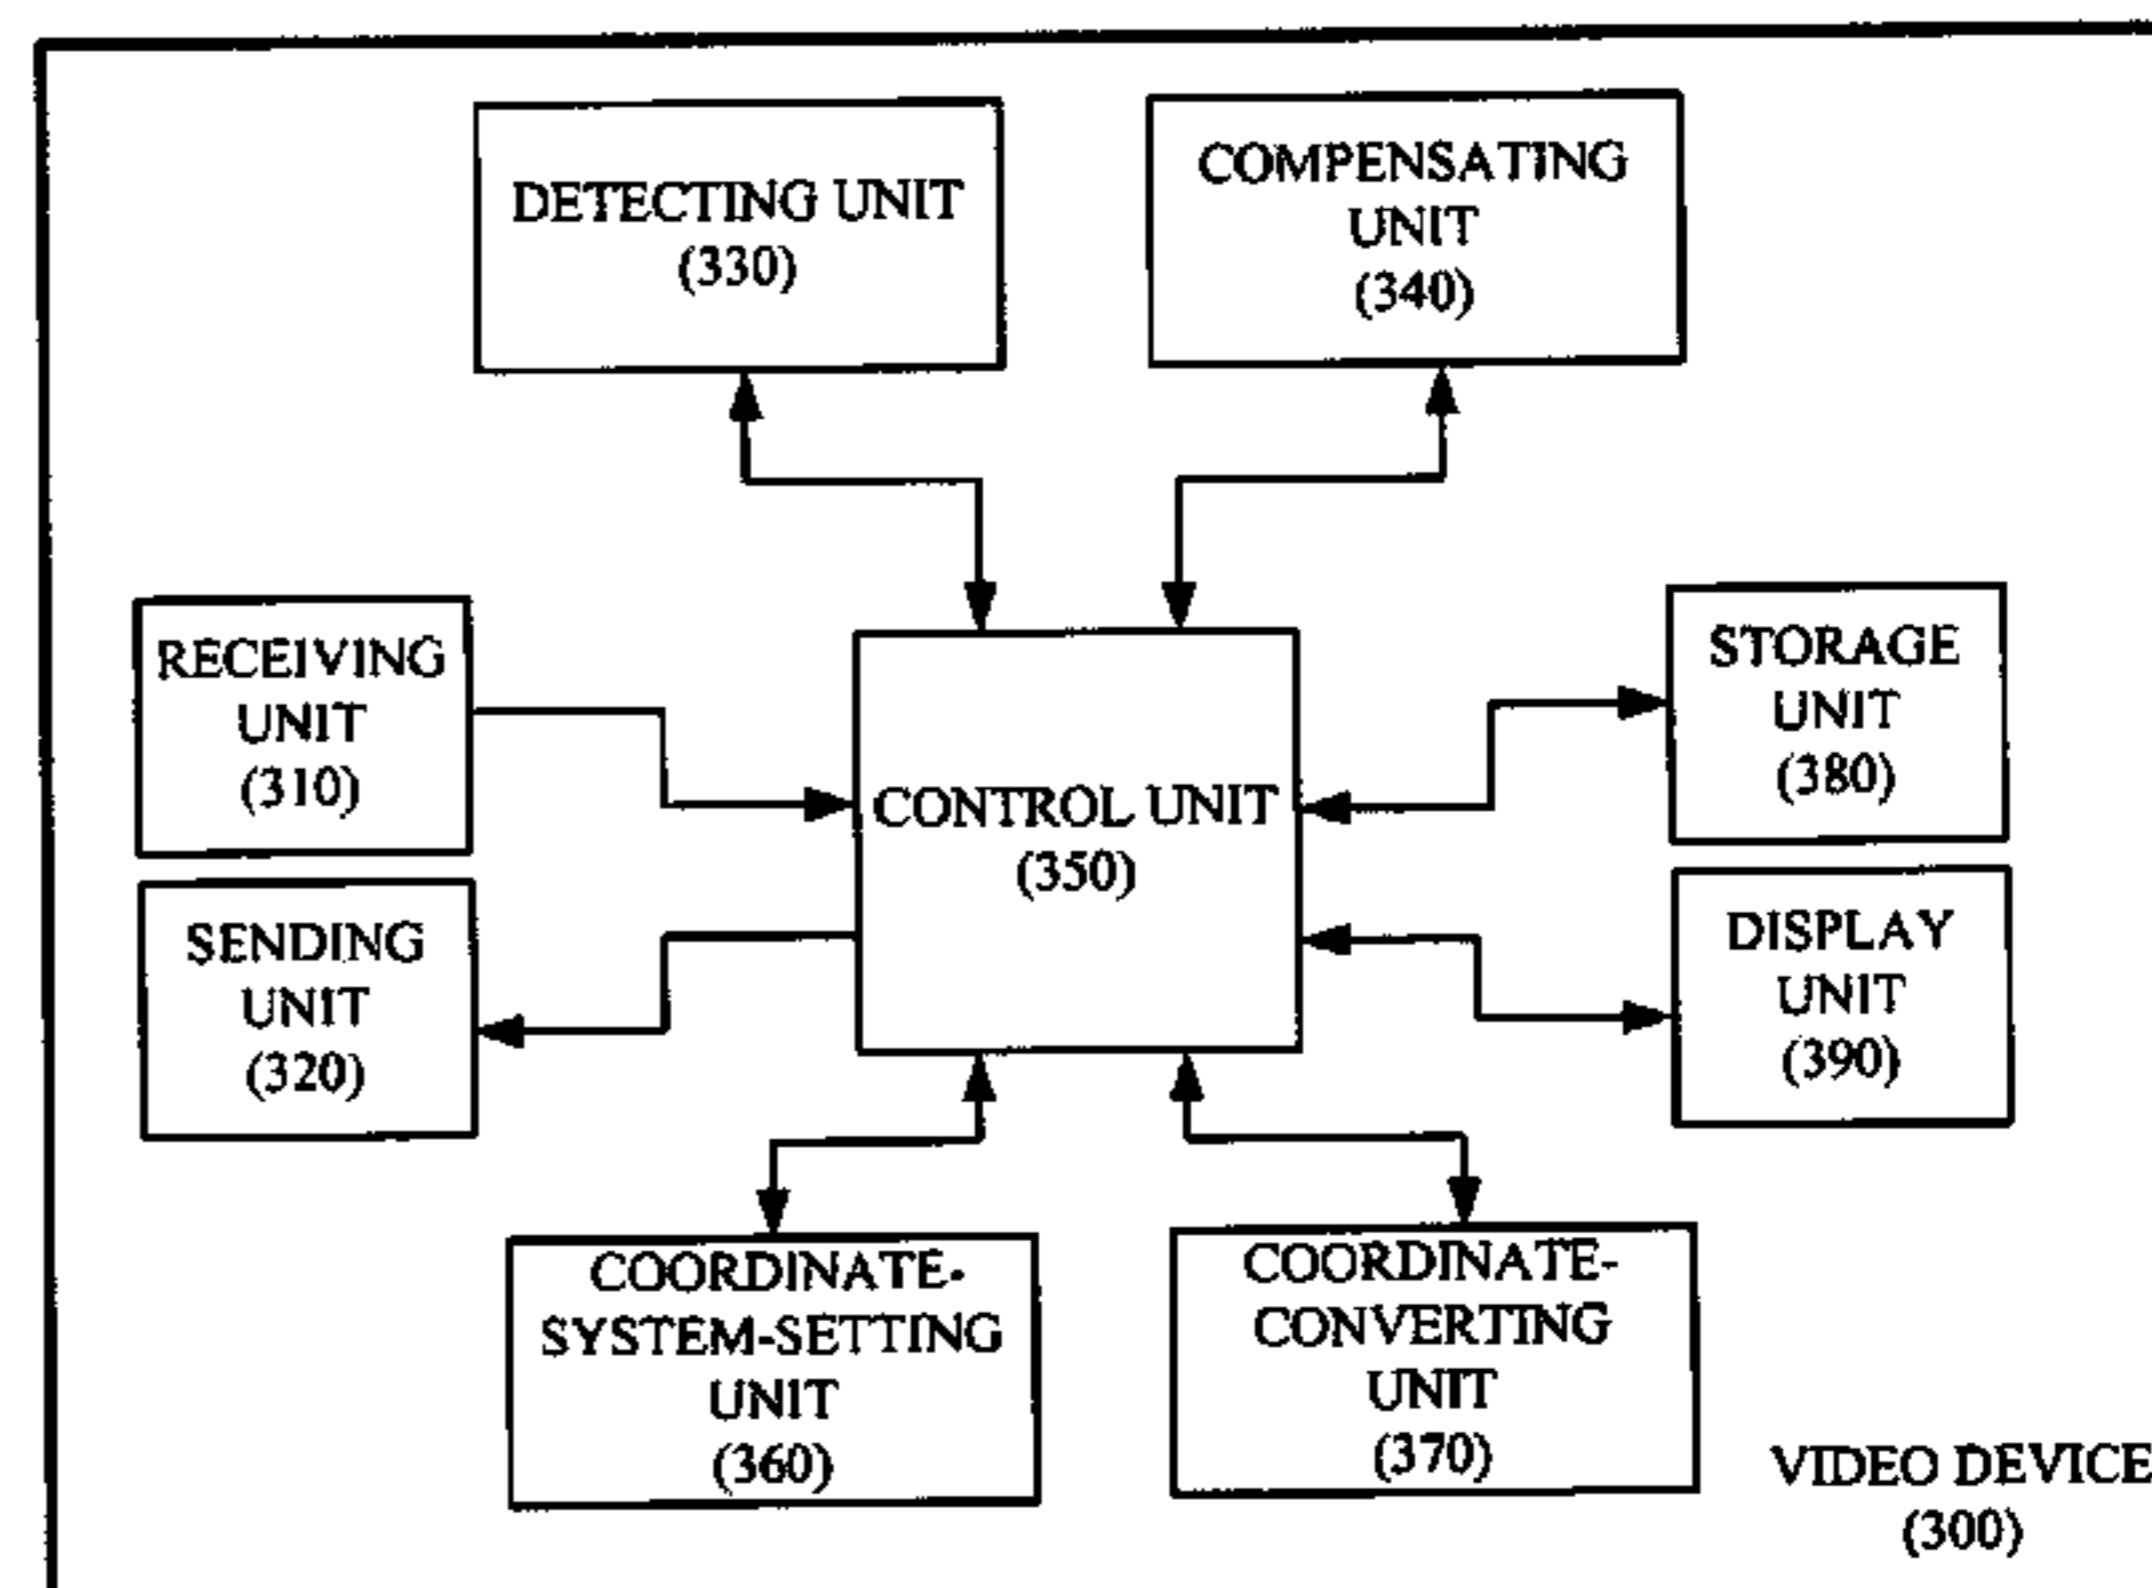 DETECTING UNIT
(330)
COMPENSATING
UNIT
(340)
RECEIVING
UNIT
(310)
CONTROL UNIT
(350)
STORAGE
UNIT
(380)
SENDING
UNIT
(320)
DISPLAY
UNIT
(390)
COORDINATE-
SYSTEM-SETTING
UNIT
(360)
COORDINATE-
CONVERTING
UNIT
(370)
VIDEO DEVICE
(300)